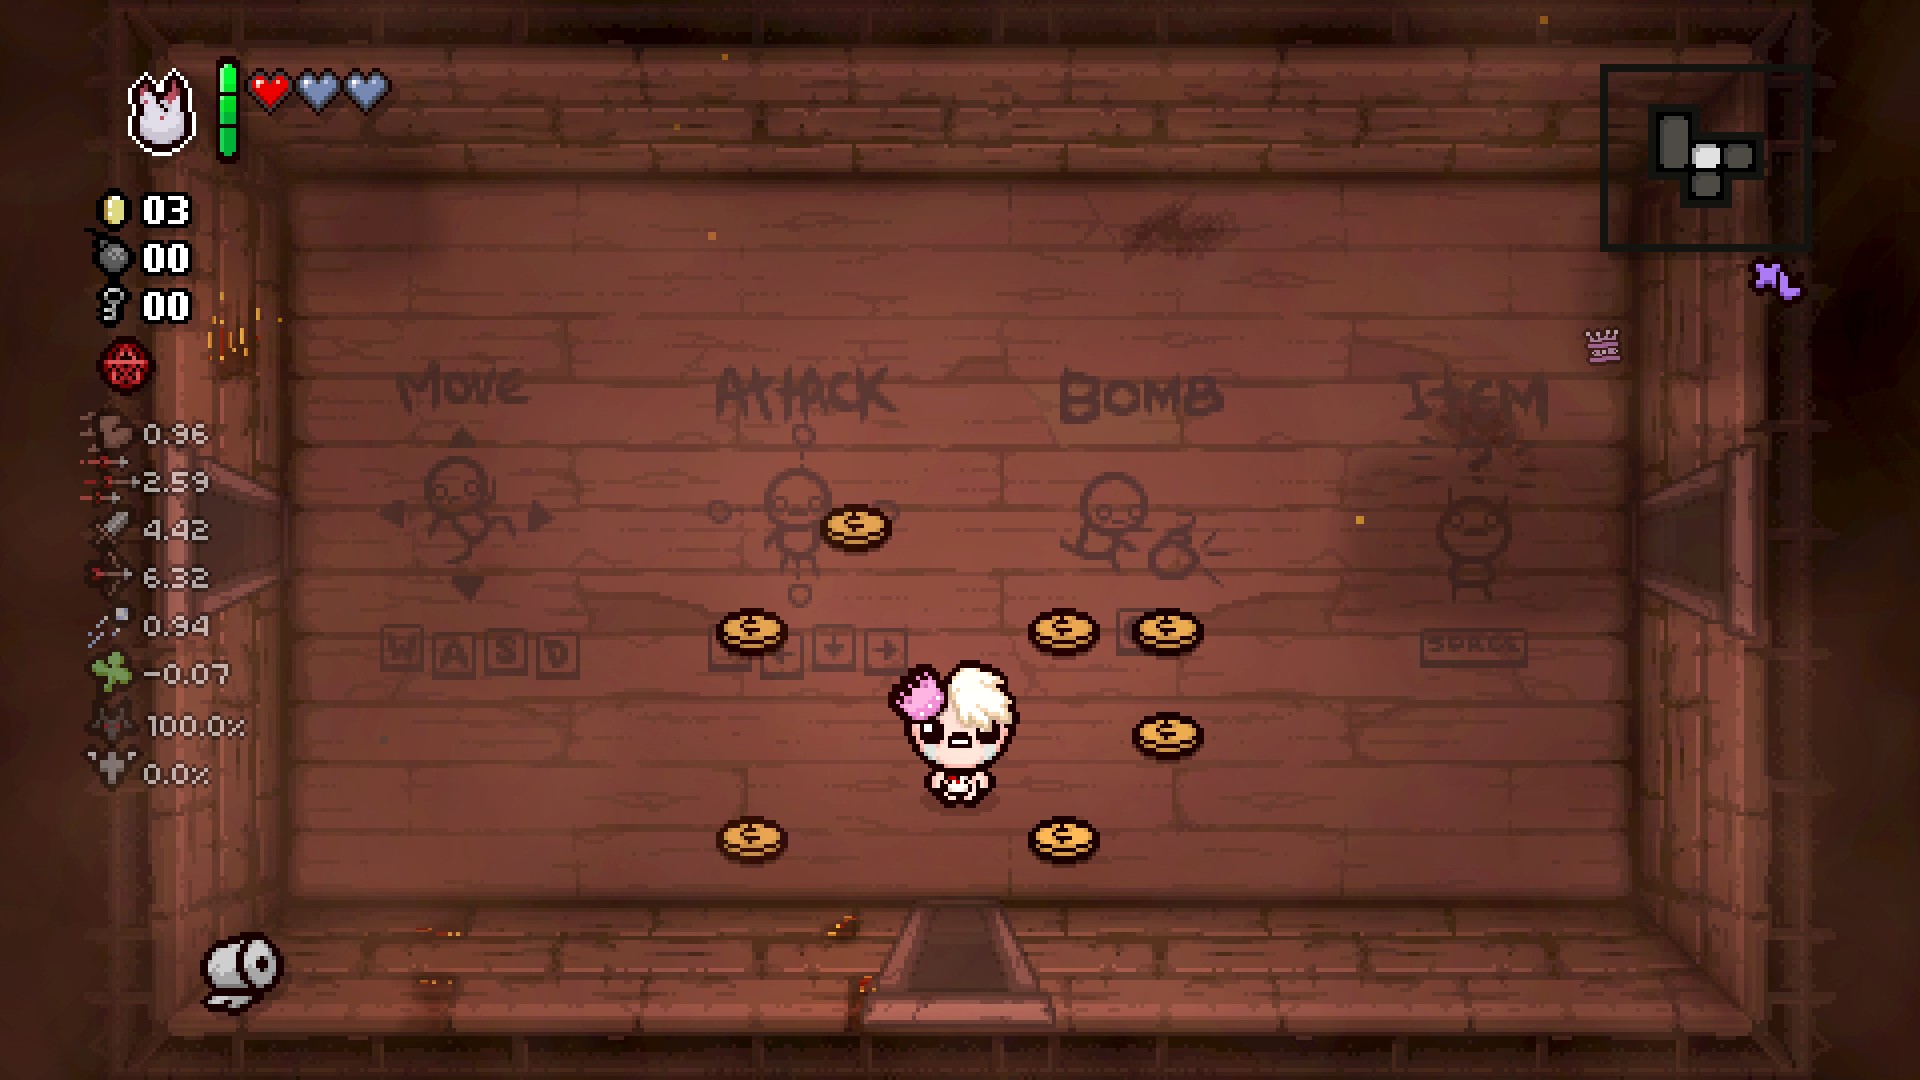 03
00
00
0.96
2.59
4.42
6.32
0.94
-0.07
100.0%
0.0%
MOVE
ATTACK
BOMB
ITEM
W A S D
SPACE